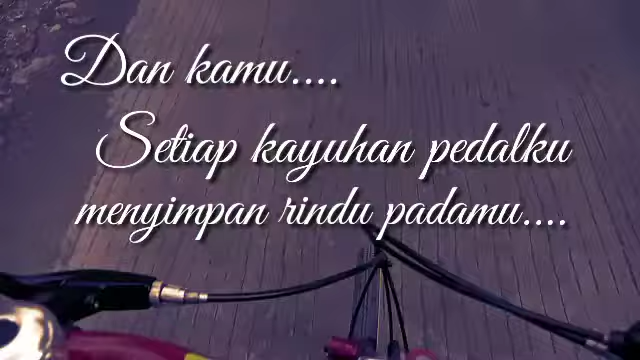 Dan kamu....
Setiap kayuhan pedalku
menyimpan rindu padamu....